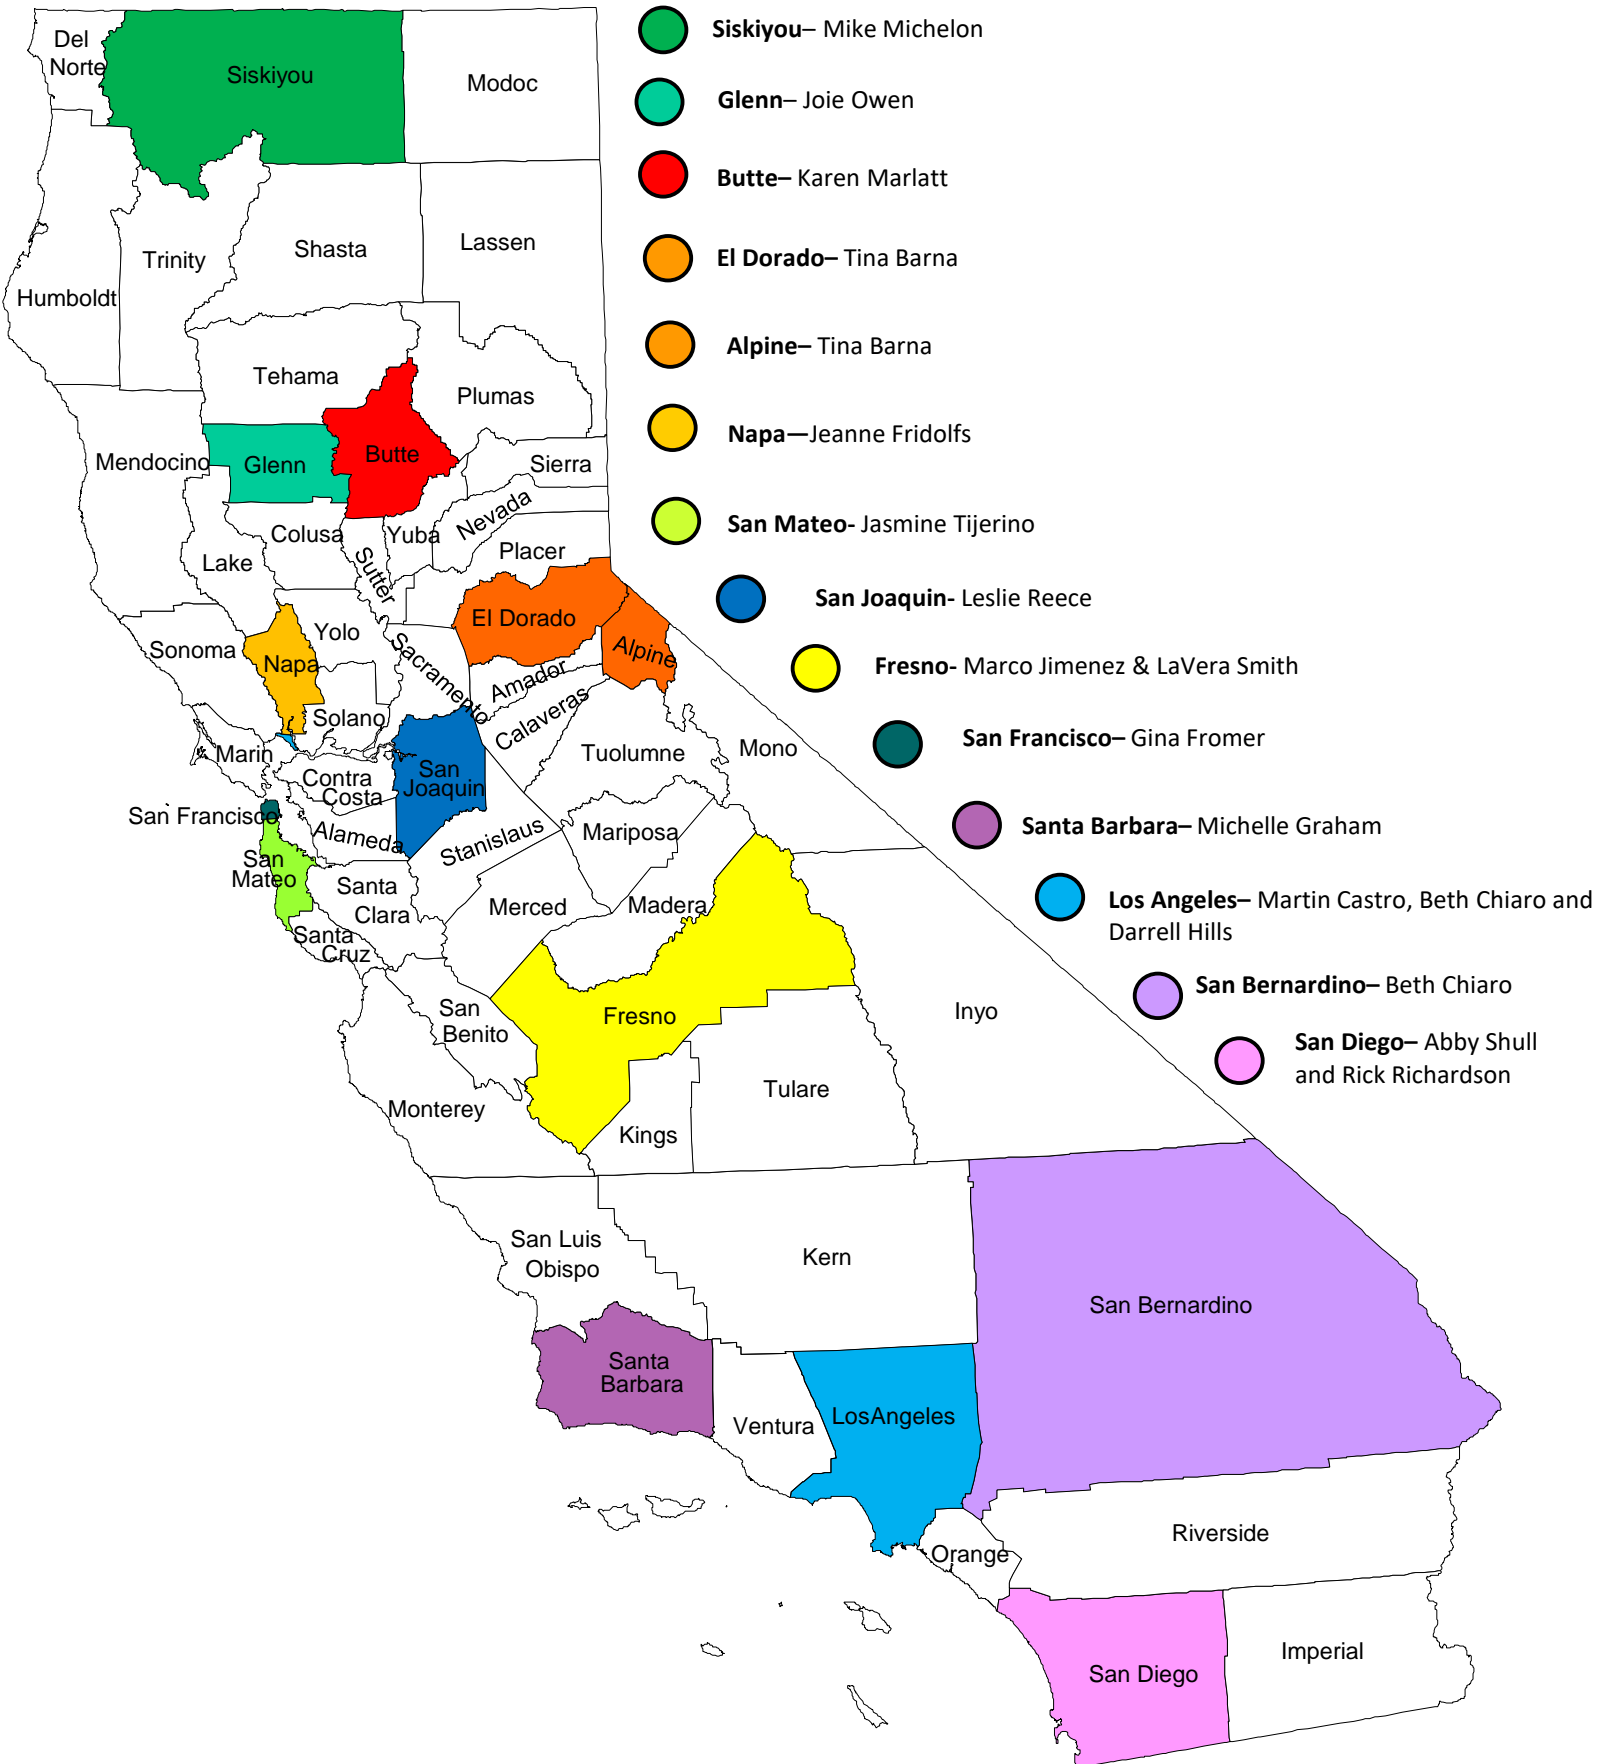 Del
Norte
Siskiyou
Modoc
Humboldt
Trinity
Shasta
Lassen
Tehama
Plumas
Mendocino
Glenn
Butte
Sierra
Colusa
Yuba
Nevada
Lake
Sutter
Placer
Sonoma
Napa
Yolo
Sacramento
El Dorado
Alpine
Amador
Solano
Calaveras
Marin
Tuolumne
Mono
Contra
Costa
San
Joaquin
San Francisco
Alameda
Stanislaus
Mariposa
San
Mateo
Santa
Clara
Merced
Madera
Santa
Cruz
San
Benito
Fresno
Inyo
Monterey
Kings
Tulare
San Luis
Obispo
Kern
San Bernardino
Santa
Barbara
Ventura
LosAngeles
Orange
Riverside
San Diego
Imperial
Siskiyou– Mike Michelon
Glenn– Joie Owen
Butte– Karen Marlatt
El Dorado– Tina Barna
Alpine– Tina Barna
Napa—Jeanne Fridolfs
San Mateo- Jasmine Tijerino
San Joaquin- Leslie Reece
Fresno- Marco Jimenez & LaVera Smith
San Francisco– Gina Fromer
Santa Barbara– Michelle Graham
Los Angeles– Martin Castro, Beth Chiaro and
Darrell Hills
San Bernardino– Beth Chiaro
San Diego– Abby Shull
and Rick Richardson